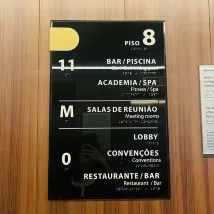 PISO 8
11 BAR / PISCINA
ACADEMIA / SPA
Fitness / Spa
M SALAS DE REUNIÃO
Meeting rooms
LOBBY
0 CONVENÇÕES
Conventions
RESTAURANTE / BAR
Restaurant / Bar